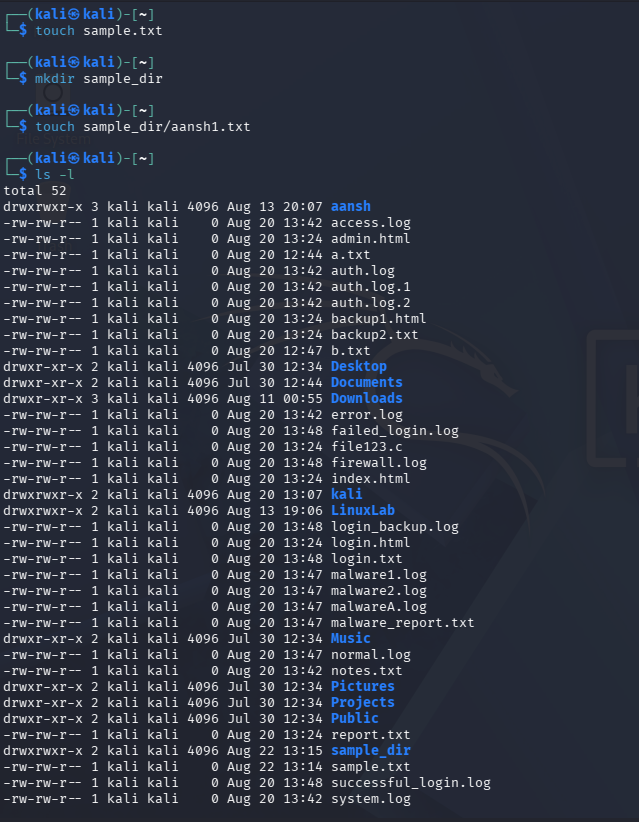 ┌──(kali㉿kali)-[~]
└─$ touch sample.txt
┌──(kali㉿kali)-[~]
└─$ mkdir sample_dir
┌──(kali㉿kali)-[~]
└─$ touch sample_dir/aansh1.txt
┌──(kali㉿kali)-[~]
└─$ ls -l
total 52
drwxrwxr-x 3 kali kali 4096 Aug 13 20:07 aansh
-rw-rw-r-- 1 kali kali    0 Aug 20 13:42 access.log
-rw-rw-r-- 1 kali kali    0 Aug 20 13:24 admin.html
-rw-rw-r-- 1 kali kali    0 Aug 20 12:44 a.txt
-rw-rw-r-- 1 kali kali    0 Aug 20 13:42 auth.log
-rw-rw-r-- 1 kali kali    0 Aug 20 13:42 auth.log.1
-rw-rw-r-- 1 kali kali    0 Aug 20 13:42 auth.log.2
-rw-rw-r-- 1 kali kali    0 Aug 20 13:24 backup1.html
-rw-rw-r-- 1 kali kali    0 Aug 20 13:24 backup2.txt
-rw-rw-r-- 1 kali kali    0 Aug 20 12:47 b.txt
drwxr-xr-x 2 kali kali 4096 Jul 30 12:34 Desktop
drwxr-xr-x 2 kali kali 4096 Jul 30 12:44 Documents
drwxr-xr-x 3 kali kali 4096 Aug 11 00:55 Downloads
-rw-rw-r-- 1 kali kali    0 Aug 20 13:42 error.log
-rw-rw-r-- 1 kali kali    0 Aug 20 13:48 failed_login.log
-rw-rw-r-- 1 kali kali    0 Aug 20 13:24 file123.c
-rw-rw-r-- 1 kali kali    0 Aug 20 13:48 firewall.log
-rw-rw-r-- 1 kali kali    0 Aug 20 13:24 index.html
drwxrwxr-x 2 kali kali 4096 Aug 20 13:07 kali
drwxrwxr-x 2 kali kali 4096 Aug 13 19:06 LinuxLab
-rw-rw-r-- 1 kali kali    0 Aug 20 13:48 login_backup.log
-rw-rw-r-- 1 kali kali    0 Aug 20 13:24 login.html
-rw-rw-r-- 1 kali kali    0 Aug 20 13:48 login.txt
-rw-rw-r-- 1 kali kali    0 Aug 20 13:47 malware1.log
-rw-rw-r-- 1 kali kali    0 Aug 20 13:47 malware2.log
-rw-rw-r-- 1 kali kali    0 Aug 20 13:47 malwareA.log
-rw-rw-r-- 1 kali kali    0 Aug 20 13:47 malware_report.txt
drwxr-xr-x 2 kali kali 4096 Jul 30 12:34 Music
-rw-rw-r-- 1 kali kali    0 Aug 20 13:47 normal.log
-rw-rw-r-- 1 kali kali    0 Aug 20 13:42 notes.txt
drwxr-xr-x 2 kali kali 4096 Jul 30 12:34 Pictures
drwxr-xr-x 2 kali kali 4096 Jul 30 12:34 Projects
drwxr-xr-x 2 kali kali 4096 Jul 30 12:34 Public
-rw-rw-r-- 1 kali kali    0 Aug 20 13:24 report.txt
drwxrwxr-x 2 kali kali 4096 Aug 22 13:15 sample_dir
-rw-rw-r-- 1 kali kali    0 Aug 22 13:14 sample.txt
-rw-rw-r-- 1 kali kali    0 Aug 20 13:48 successful_login.log
-rw-rw-r-- 1 kali kali    0 Aug 20 13:42 system.log